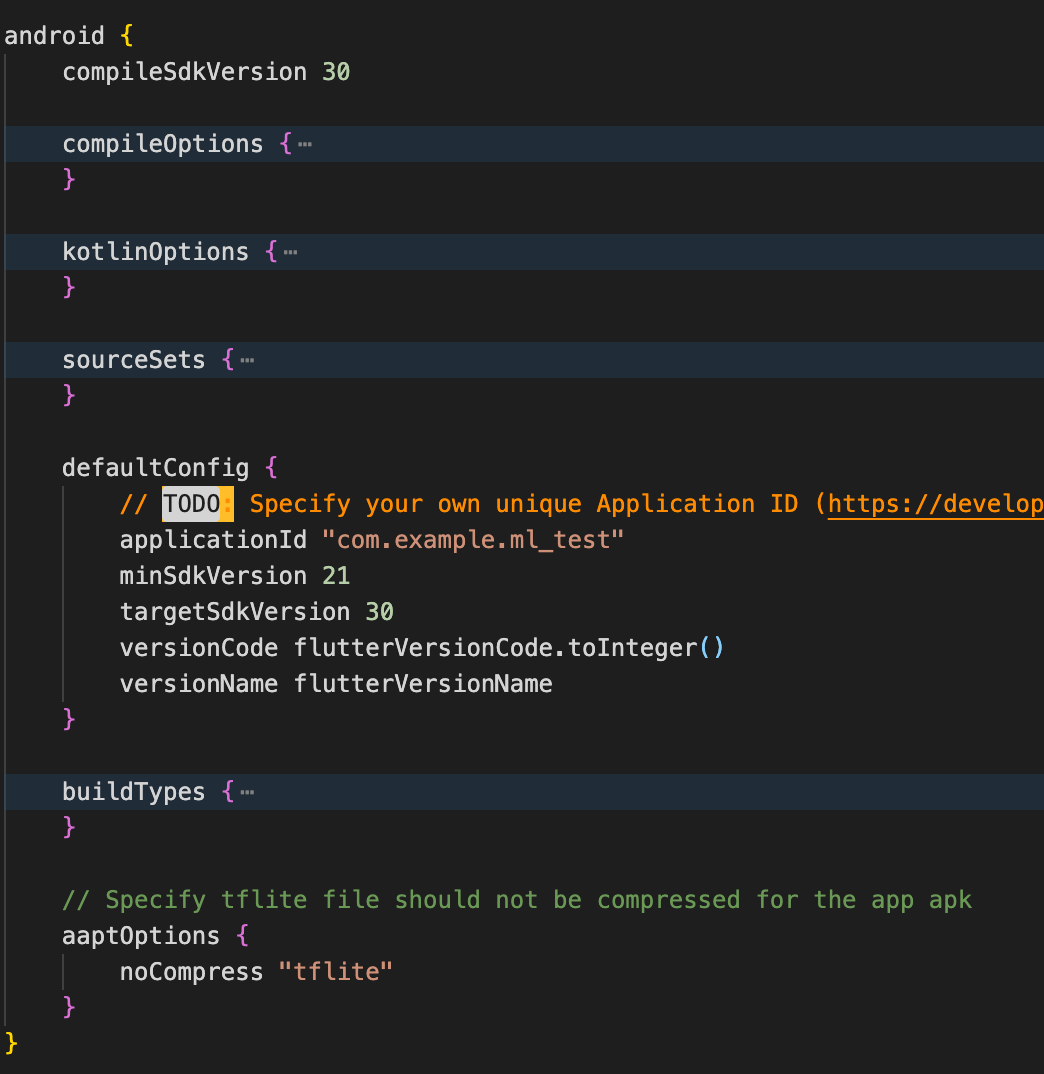 android {
compileSdkVersion 30
compileOptions {⋯
}
kotlinOptions {⋯
}
sourceSets {⋯
}
defaultConfig {
// TODO: Specify your own unique Application ID (https://develop
applicationId "com.example.ml_test"
minSdkVersion 21
targetSdkVersion 30
versionCode flutterVersionCode.toInteger()
versionName flutterVersionName
}
buildTypes {⋯
}
// Specify tflite file should not be compressed for the app apk
aaptOptions {
noCompress "tflite"
}
}